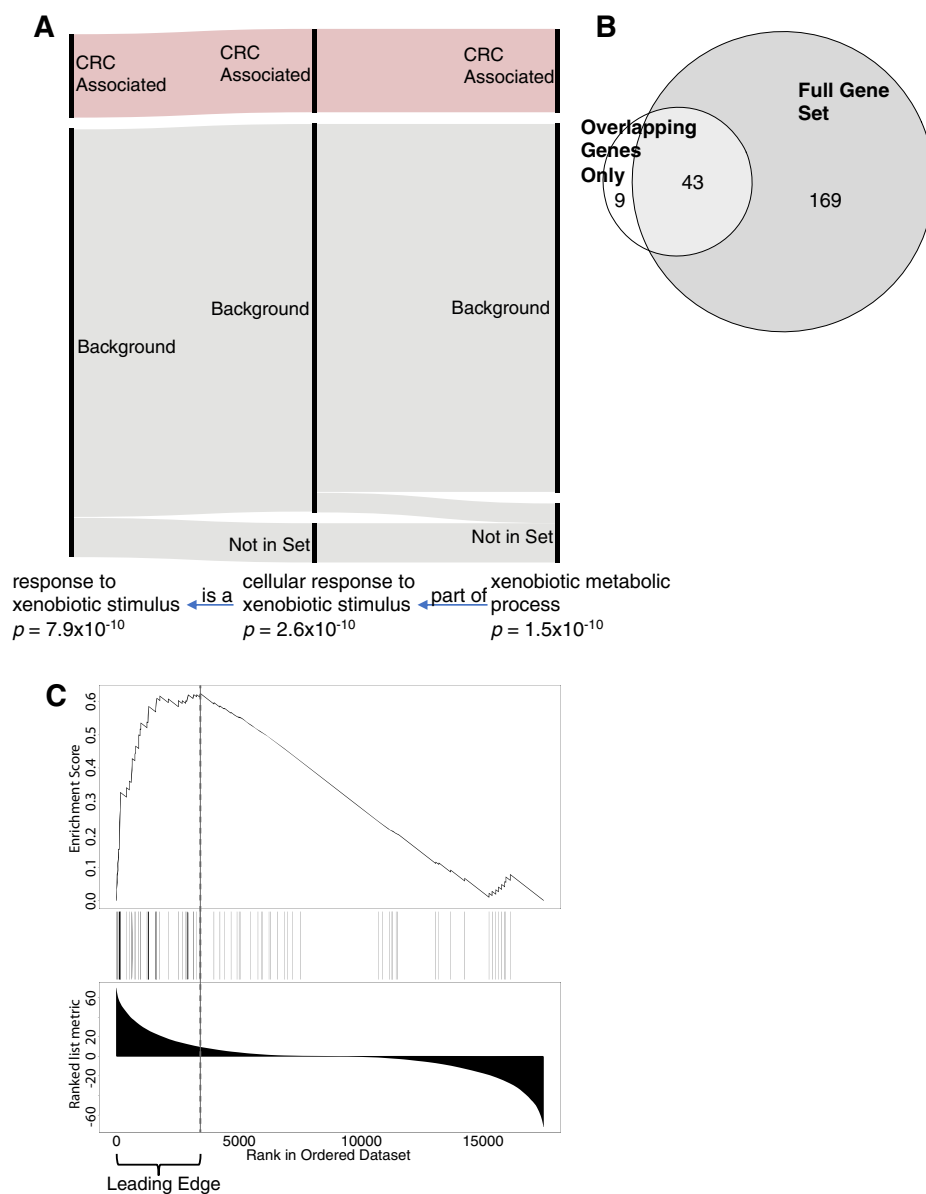 A
CRC
Associated
CRC
Associated
CRC
Associated
Background
Background
Background
Not in Set
Not in Set
response to
xenobiotic stimulus
p = 7.9x10-10
is a
cellular response to
xenobiotic stimulus
p = 2.6x10-10
part of
xenobiotic metabolic
process
p = 1.5x10-10
B
Overlapping
Genes
Only
9
43
Full Gene
Set
169
C
Enrichment Score
0.6
0.5
0.4
0.3
0.2
0.1
0.0
Ranked list metric
60
20
0
-20
-60
0
5000
10000
15000
Rank in Ordered Dataset
Leading Edge